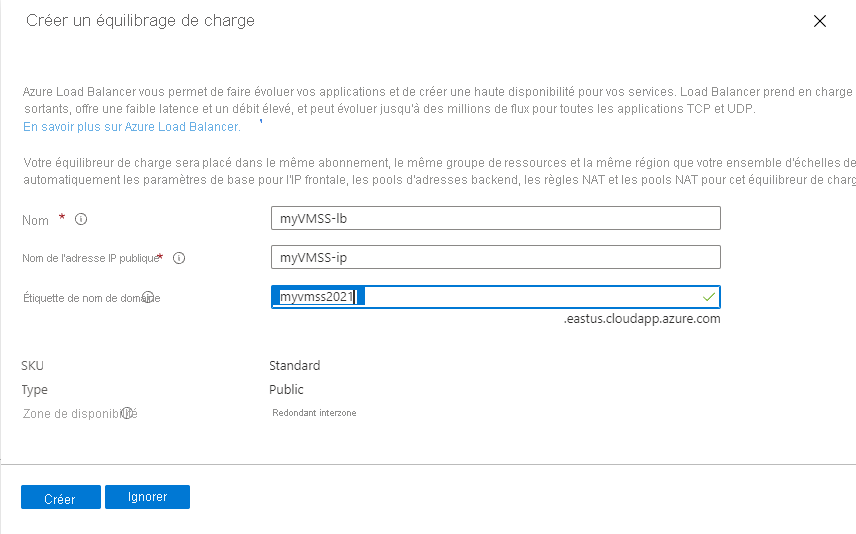 Créer un équilibrage de charge
Azure Load Balancer vous permet de faire évoluer vos applications et de créer une haute disponibilité pour vos services. Load Balancer prend en charge
sortants, offre une faible latence et un débit élevé, et peut évoluer jusqu'à des millions de flux pour toutes les applications TCP et UDP.
En savoir plus sur Azure Load Balancer.
Votre équilibreur de charge sera placé dans le même abonnement, le même groupe de ressources et la même région que votre ensemble d'échelles de
automatiquement les paramètres de base pour l'IP frontale, les pools d'adresses backend, les règles NAT et les pools NAT pour cet équilibreur de charg
Nom * myVMSS-lb
Nom de l'adresse IP publique* myVMSS-ip
Étiquette de nom de domaine myvmss2021
.eastus.cloudapp.azure.com
SKU Standard
Type Public
Zone de disponibilité Redondant interzone
Créer Ignorer